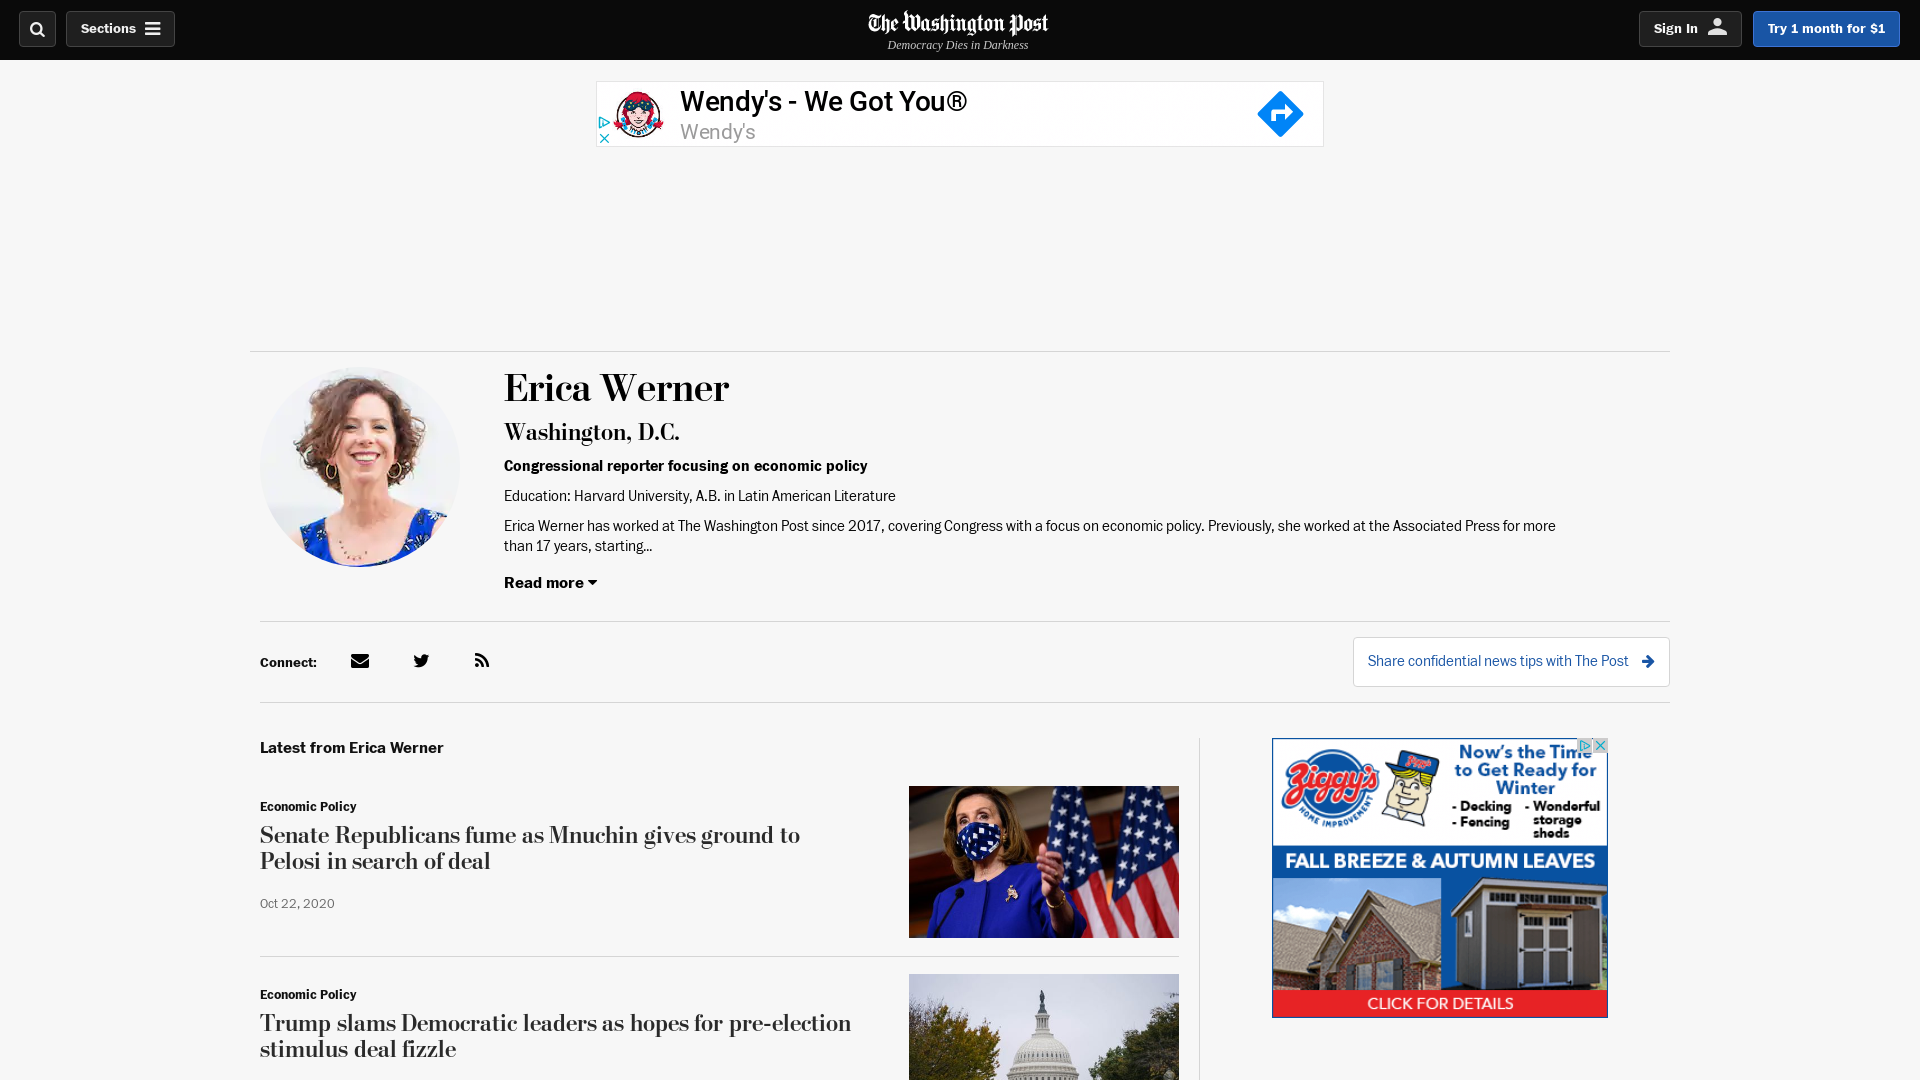 Sections
The Washington Post
Democracy Dies in Darkness
Sign In
Try 1 month for $1
Wendy's - We Got You®
Wendy's
Erica Werner
Washington, D.C.
Congressional reporter focusing on economic policy
Education: Harvard University, A.B. in Latin American Literature
Erica Werner has worked at The Washington Post since 2017, covering Congress with a focus on economic policy. Previously, she worked at the Associated Press for more
than 17 years, starting...
Read more
Connect:
Share confidential news tips with The Post
Latest from Erica Werner
Economic Policy
Senate Republicans fume as Mnuchin gives ground to
Pelosi in search of deal
Oct 22, 2020
Economic Policy
Trump slams Democratic leaders as hopes for pre-election
stimulus deal fizzle
Ziggy's
HOME IMPROVEMENT
Now's the Time
to Get Ready for
Winter
- Decking
- Fencing
- Wonderful
storage
sheds
FALL BREEZE & AUTUMN LEAVES
CLICK FOR DETAILS